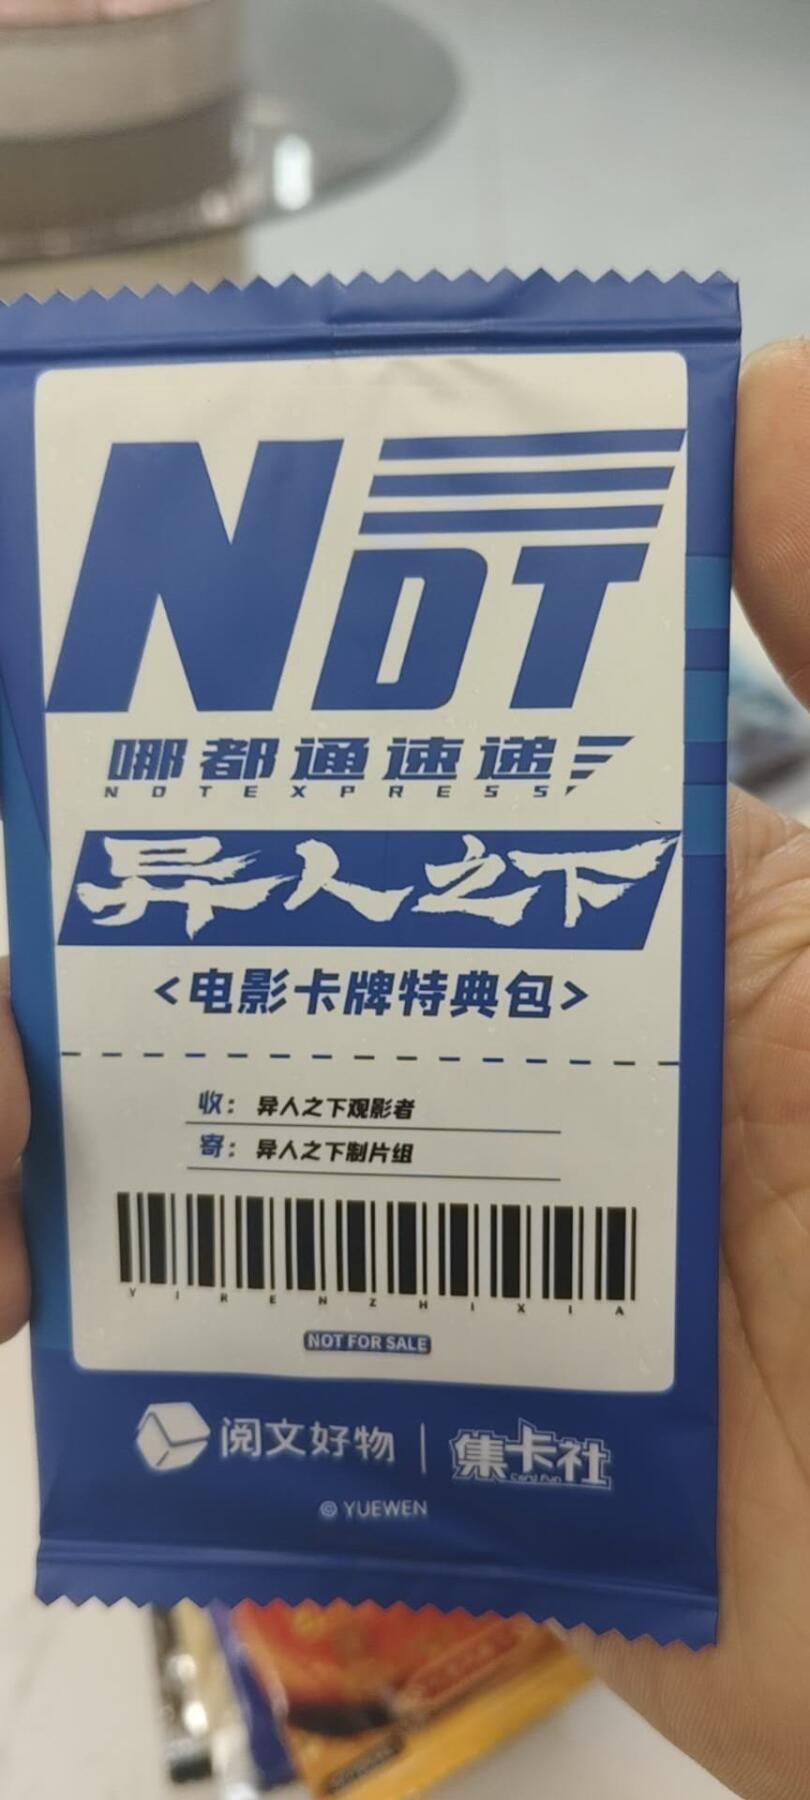 NDT
哪都通速递
NDTEXPRESS
异人之下
<电影卡牌特典包>
收：异人之下观影者
寄：异人之下制片组
YIRENZHIXIA
NOT FOR SALE
阅文好物 | 集卡社
Card Fun
@ YUEWEN